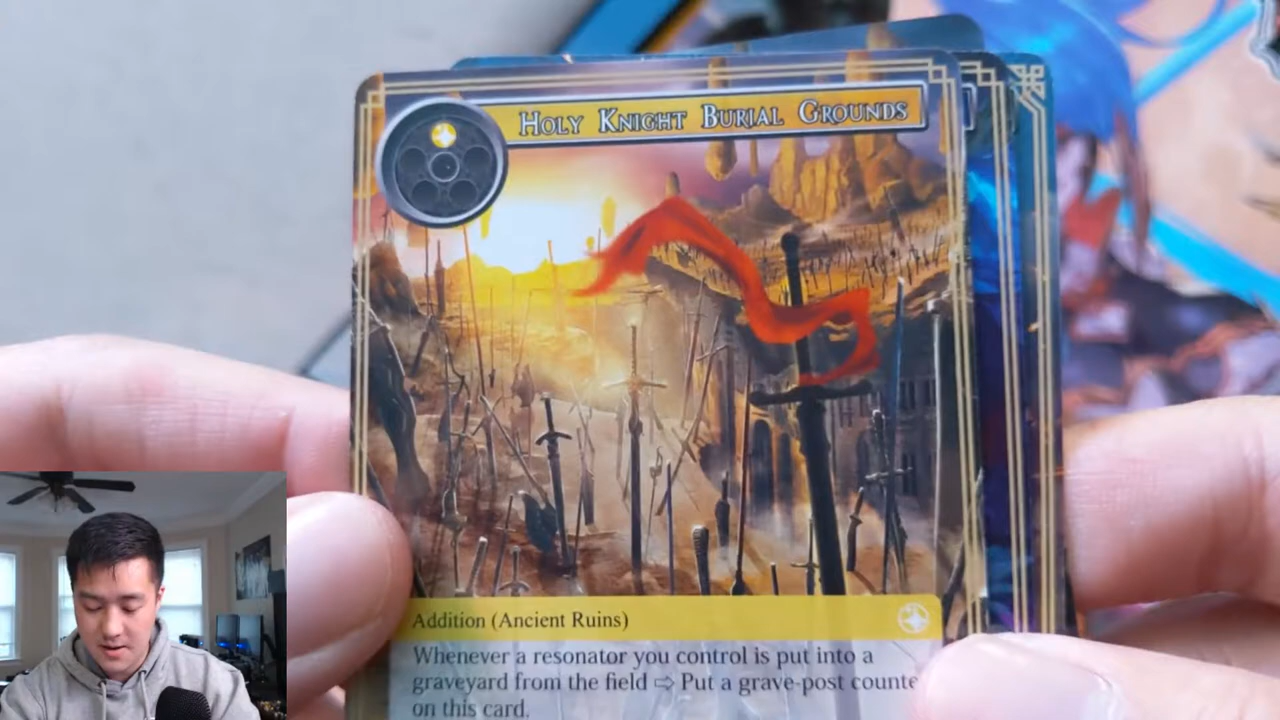 HOLY KNIGHT BURIAL GROUNDS
Addition (Ancient Ruins)
Whenever a resonator you control is put into a
graveyard from the field ⇨ Put a grave-post counte
on this card.